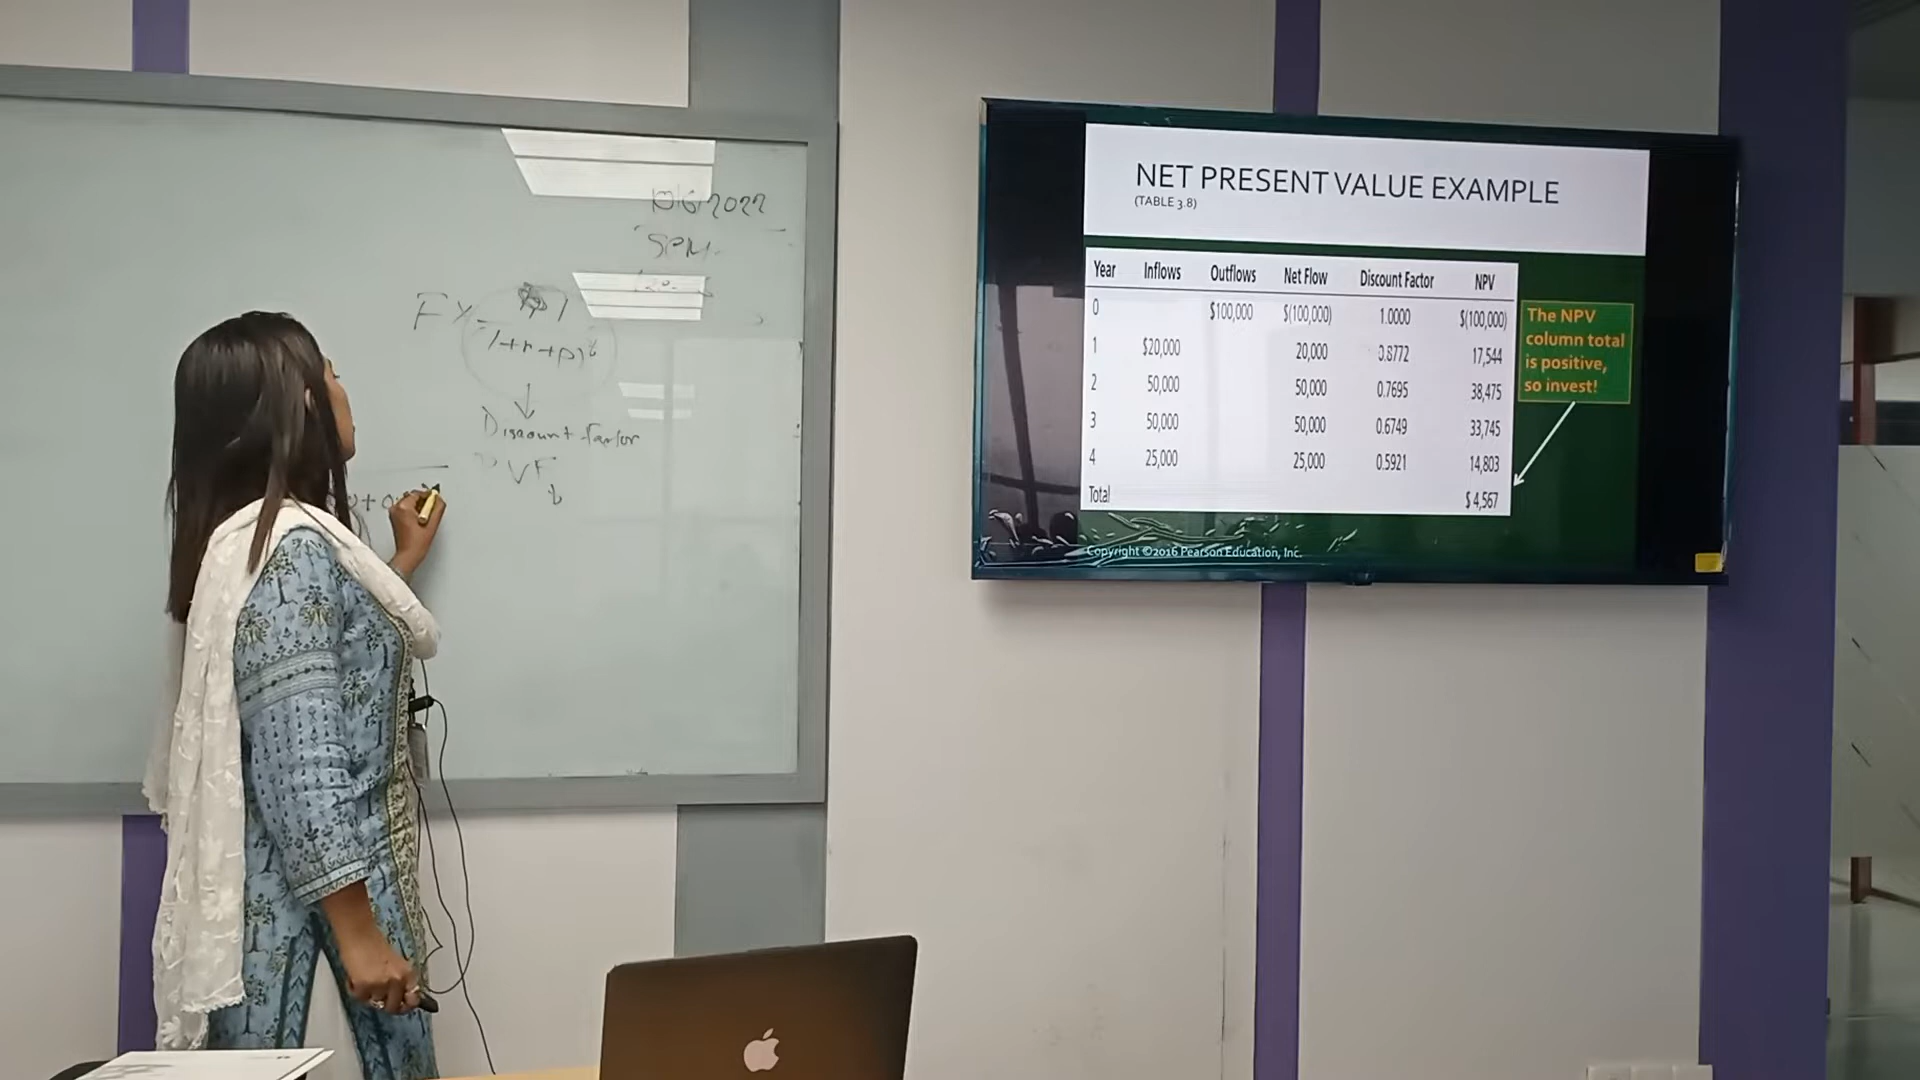 2022
SPM
F x 1
(1+r+p)t
Discount factor
PVF
t
NET PRESENT VALUE EXAMPLE
(TABLE 3.8)
Year Inflows Outflows Net Flow Discount Factor NPV
0 $100,000 $(100,000) 1.0000 $(100,000)
1 $20,000 20,000 0.8772 17,544
2 50,000 50,000 0.7695 38,475
3 50,000 50,000 0.6749 33,745
4 25,000 25,000 0.5921 14,803
Total $ 4,567
The NPV
column total
is positive,
so invest!
Copyright ©2016 Pearson Education, Inc.